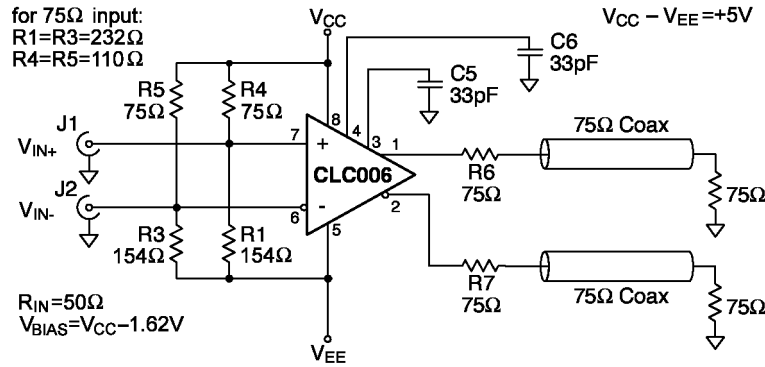 for 75Ω input:
R1=R3=232Ω
R4=R5=110Ω
VCC
VCC – VEE=+5V
C6
33pF
C5
33pF
R5
75Ω
R4
75Ω
J1
VIN+
J2
VIN-
8
4
3
1
7
+
CLC006
-
6
2
5
R6
75Ω
75Ω Coax
75Ω
R3
154Ω
R1
154Ω
R7
75Ω
75Ω Coax
75Ω
RIN=50Ω
VBIAS=VCC–1.62V
VEE